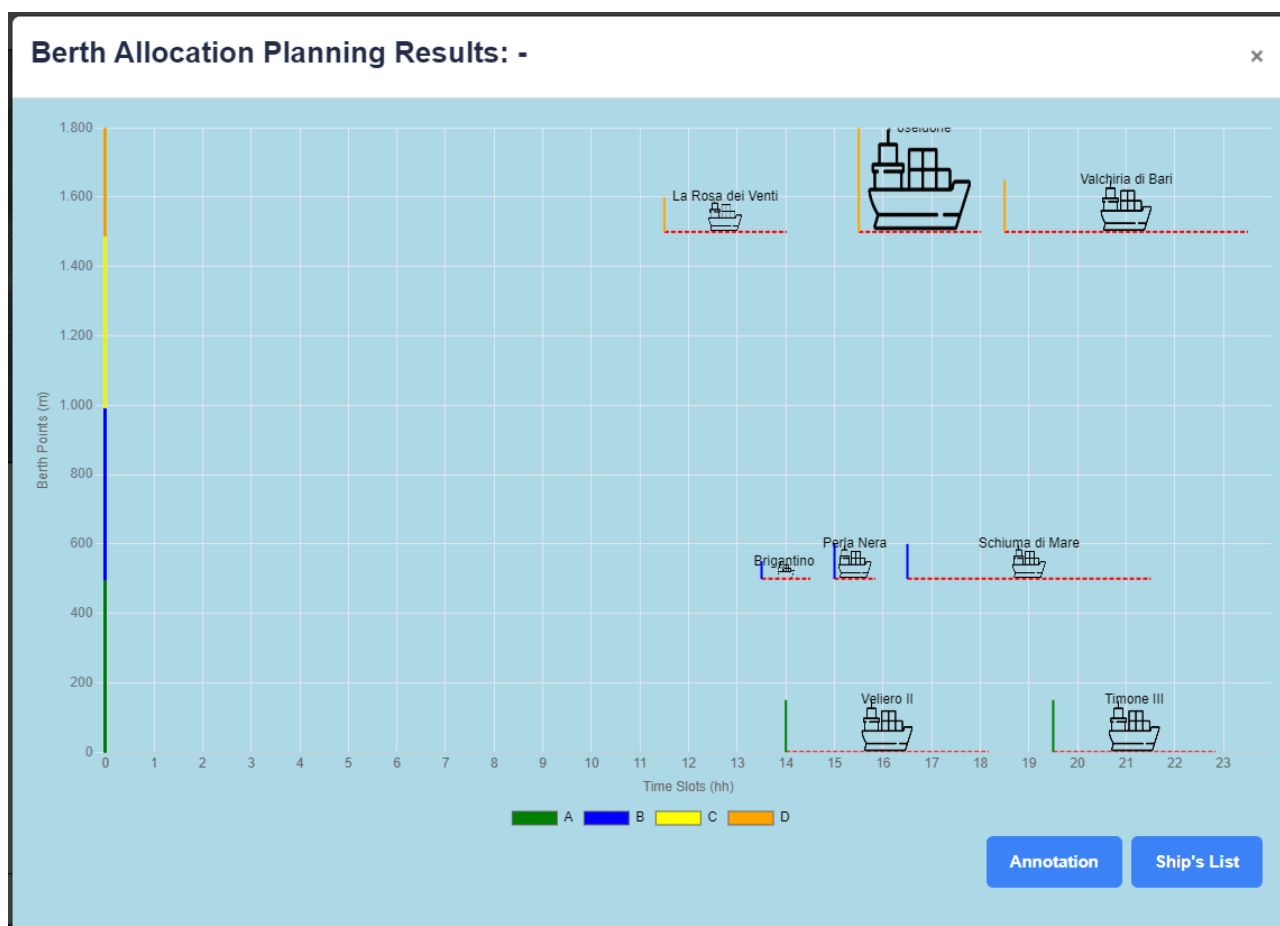 Berth Allocation Planning Results: -
×
1.800
1.600
1.400
1.200
1.000
800
600
400
200
0
Berth Points (m)
La Rosa dei Venti
Valchiria di Bari
Brigantino
Perla Nera
Schiuma di Mare
Veliero II
Timone III
0 1 2 3 4 5 6 7 8 9 10 11 12 13 14 15 16 17 18 19 20 21 22 23
Time Slots (hh)
A B C D
Annotation
Ship's List